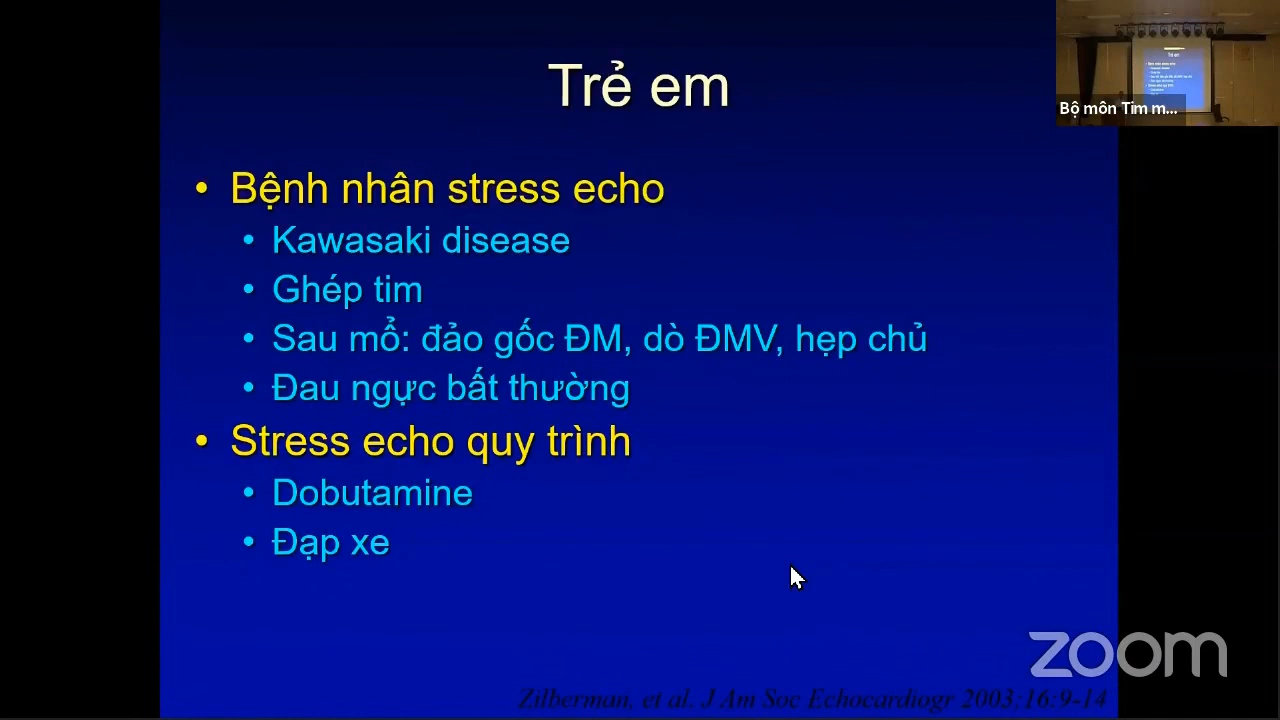 Trẻ em
Bộ môn Tim m...
• Bệnh nhân stress echo
• Kawasaki disease
• Ghép tim
• Sau mổ: đảo gốc ĐM, dò ĐMV, hẹp chủ
• Đau ngực bất thường
• Stress echo quy trình
• Dobutamine
• Đạp xe
zoom
Zilberman, et al. J Am Soc Echocardiogr 2003;16:9-14